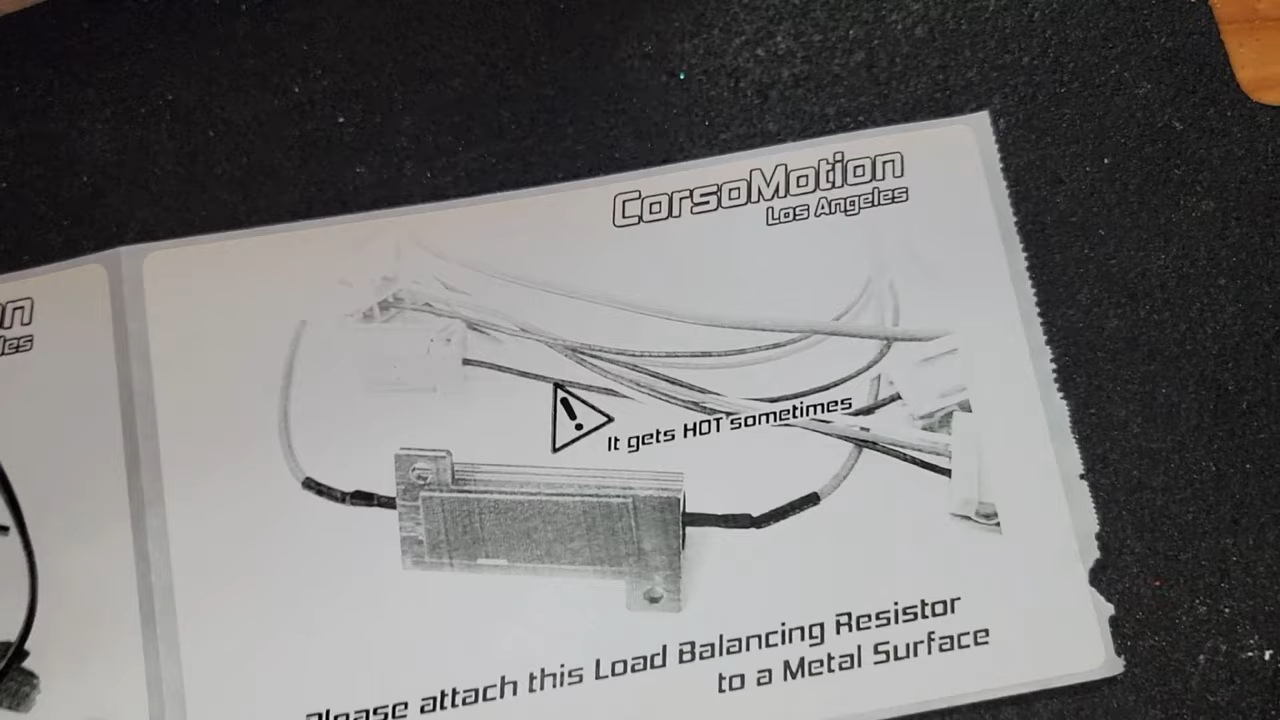 CorsoMotion
Los Angeles
It gets HOT sometimes
Please attach this Load Balancing Resistor
to a Metal Surface